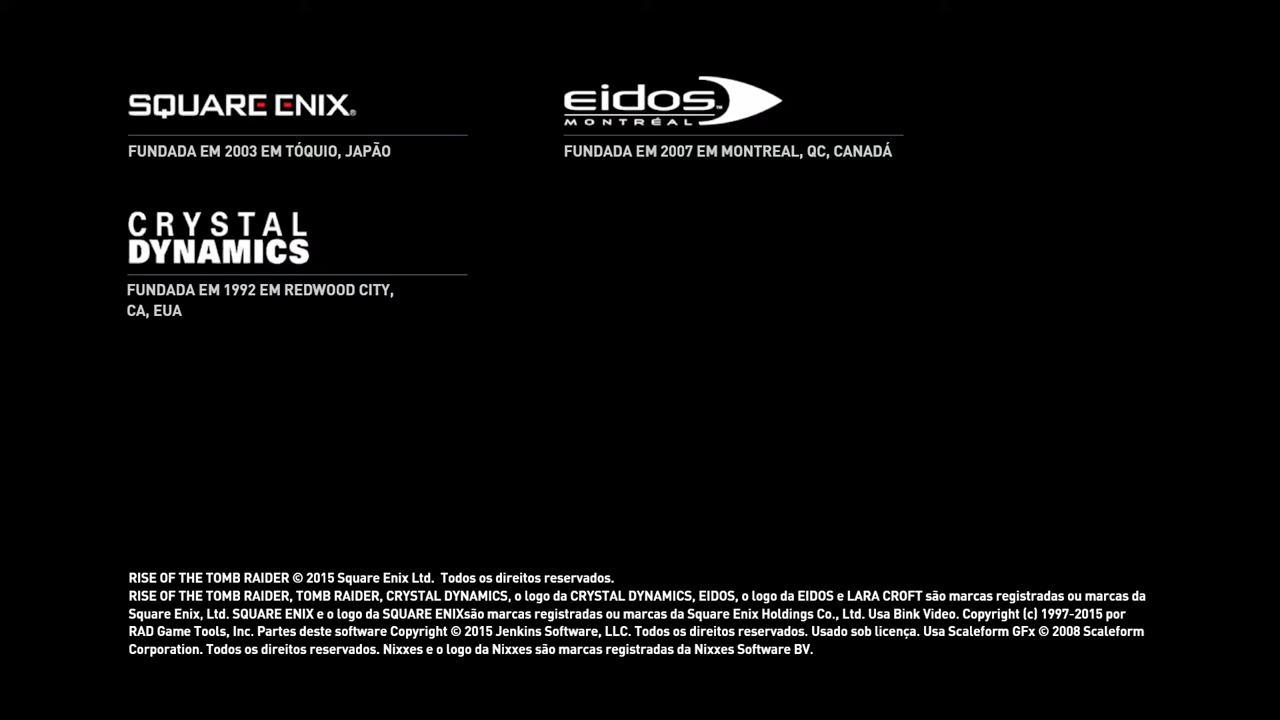 SQUARE ENIX®
FUNDADA EM 2003 EM TÓQUIO, JAPÃO
eidos™
MONTRÉAL
FUNDADA EM 2007 EM MONTREAL, QC, CANADÁ
CRYSTAL
DYNAMICS
FUNDADA EM 1992 EM REDWOOD CITY,
CA, EUA
RISE OF THE TOMB RAIDER © 2015 Square Enix Ltd.  Todos os direitos reservados.
RISE OF THE TOMB RAIDER, TOMB RAIDER, CRYSTAL DYNAMICS, o logo da CRYSTAL DYNAMICS, EIDOS, o logo da EIDOS e LARA CROFT são marcas registradas ou marcas da
Square Enix, Ltd. SQUARE ENIX e o logo da SQUARE ENIXsão marcas registradas ou marcas da Square Enix Holdings Co., Ltd. Usa Bink Video. Copyright (c) 1997-2015 por
RAD Game Tools, Inc. Partes deste software Copyright © 2015 Jenkins Software, LLC. Todos os direitos reservados. Usado sob licença. Usa Scaleform GFx © 2008 Scaleform
Corporation. Todos os direitos reservados. Nixxes e o logo da Nixxes são marcas registradas da Nixxes Software BV.